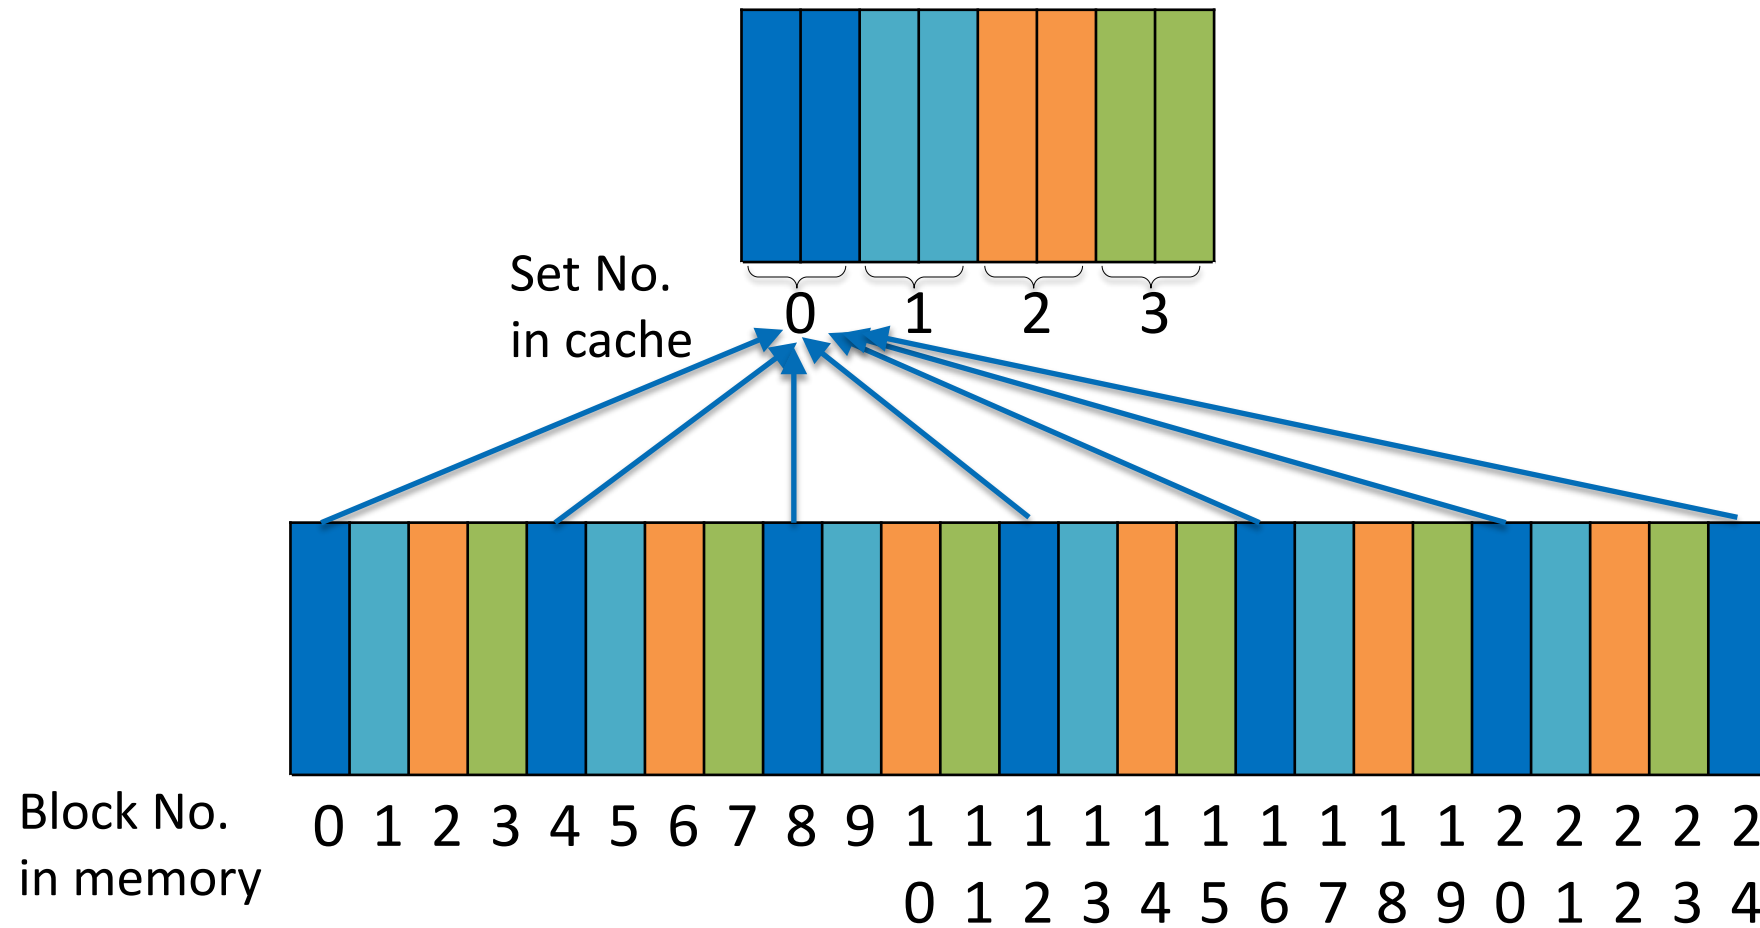 Set No.
in cache
0 1 2 3
Block No.
in memory
0 1 2 3 4 5 6 7 8 9 1 1 1 1 1 1 1 1 1 1 2 2 2 2 2
0 1 2 3 4 5 6 7 8 9 0 1 2 3 4